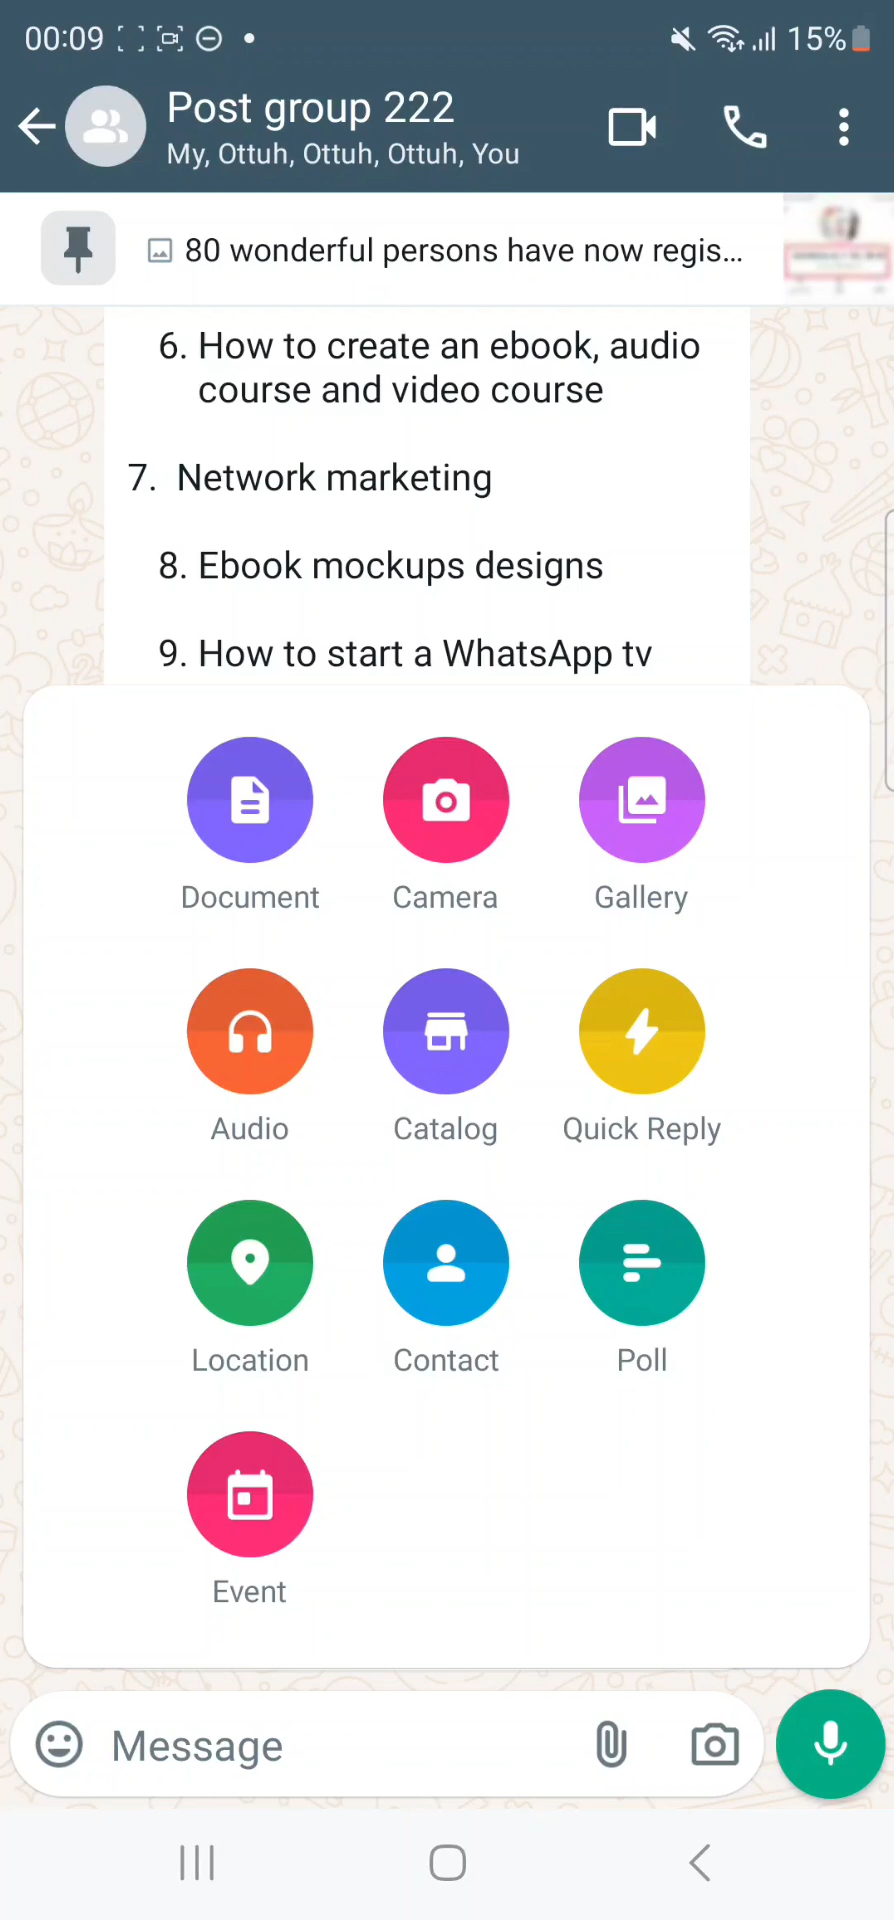 00:09
15%
Post group 222
My, Ottuh, Ottuh, Ottuh, You
80 wonderful persons have now regis...
6. How to create an ebook, audio
course and video course
7. Network marketing
8. Ebook mockups designs
9. How to start a WhatsApp tv
Document Camera Gallery
Audio Catalog Quick Reply
Location Contact Poll
Event
Message